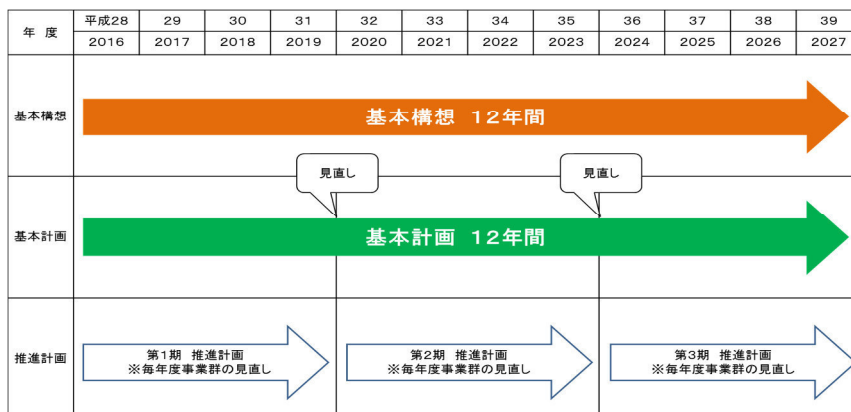 年 度
平成28 29 30 31 32 33 34 35 36 37 38 39
2016 2017 2018 2019 2020 2021 2022 2023 2024 2025 2026 2027
基本構想
基本構想 12年間
見直し
見直し
基本計画
基本計画 12年間
推進計画
第1期 推進計画
※毎年度事業群の見直し
第2期 推進計画
※毎年度事業群の見直し
第3期 推進計画
※毎年度事業群の見直し